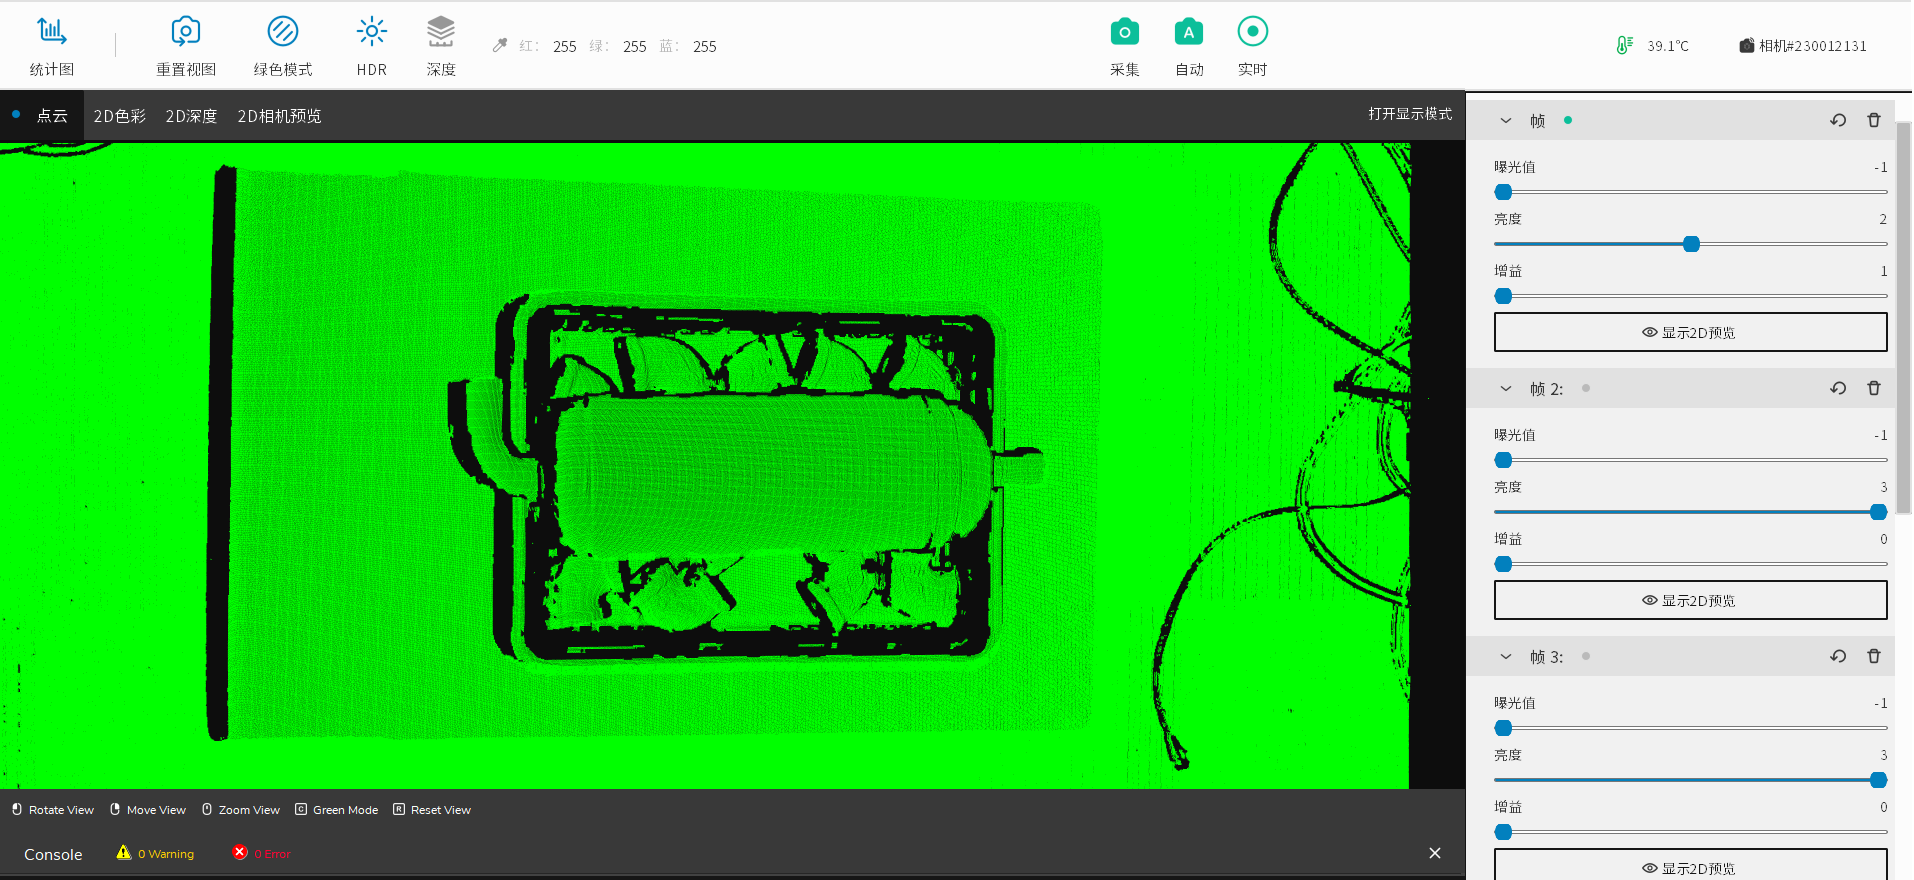 统计图
重置视图
绿色模式
HDR
深度
红： 255 绿： 255 蓝： 255
采集
自动
实时
39.1°C
相机#230012131
点云
2D色彩
2D深度
2D相机预览
打开显示模式
帧
曝光值 -1
亮度 2
增益 1
显示2D预览
帧 2:
曝光值 -1
亮度 3
增益 0
显示2D预览
帧 3:
曝光值 -1
亮度 3
增益 0
显示2D预览
Rotate View
Move View
Zoom View
C Green Mode
R Reset View
Console
0 Warning
0 Error